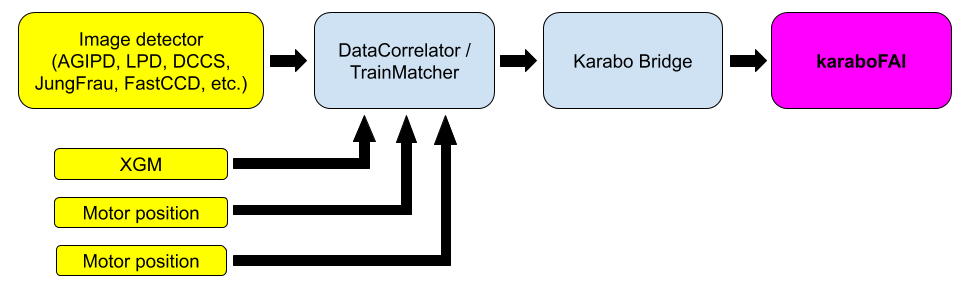 Image detector
(AGIPD, LPD, DCCS,
JungFrau, FastCCD, etc.)
DataCorrelator /
TrainMatcher
Karabo Bridge
karaboFAI
XGM
Motor position
Motor position